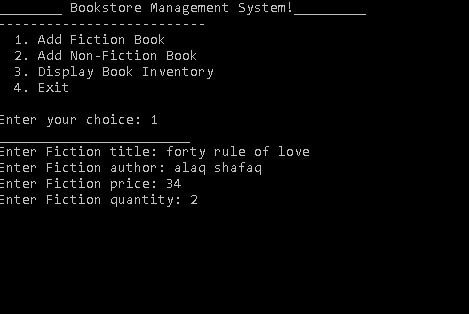 ________ Bookstore Management System!_________
--------------------------
1. Add Fiction Book
2. Add Non-Fiction Book
3. Display Book Inventory
4. Exit
Enter your choice: 1
________________________
Enter Fiction title: forty rule of love
Enter Fiction author: alaq shafaq
Enter Fiction price: 34
Enter Fiction quantity: 2